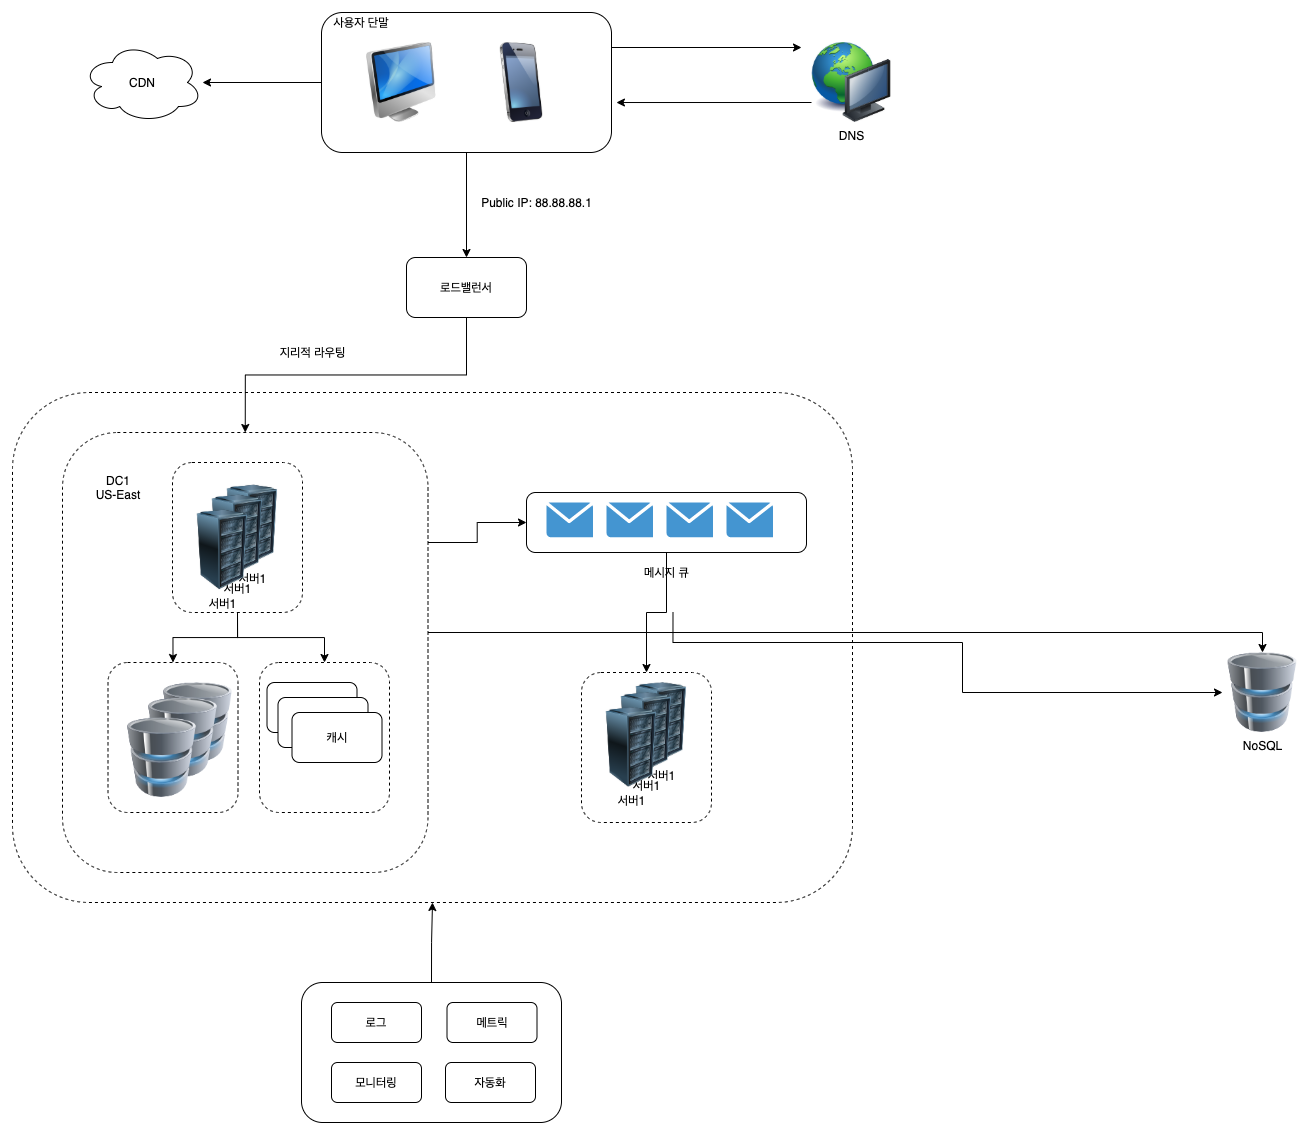 사용자 단말
CDN
DNS
Public IP: 88.88.88.1
로드밸런서
지리적 라우팅
DC1
US-East
서버1
서버1
서버1
메시지 큐
캐시
서버1
서버1
서버1
NoSQL
로그
메트릭
모니터링
자동화